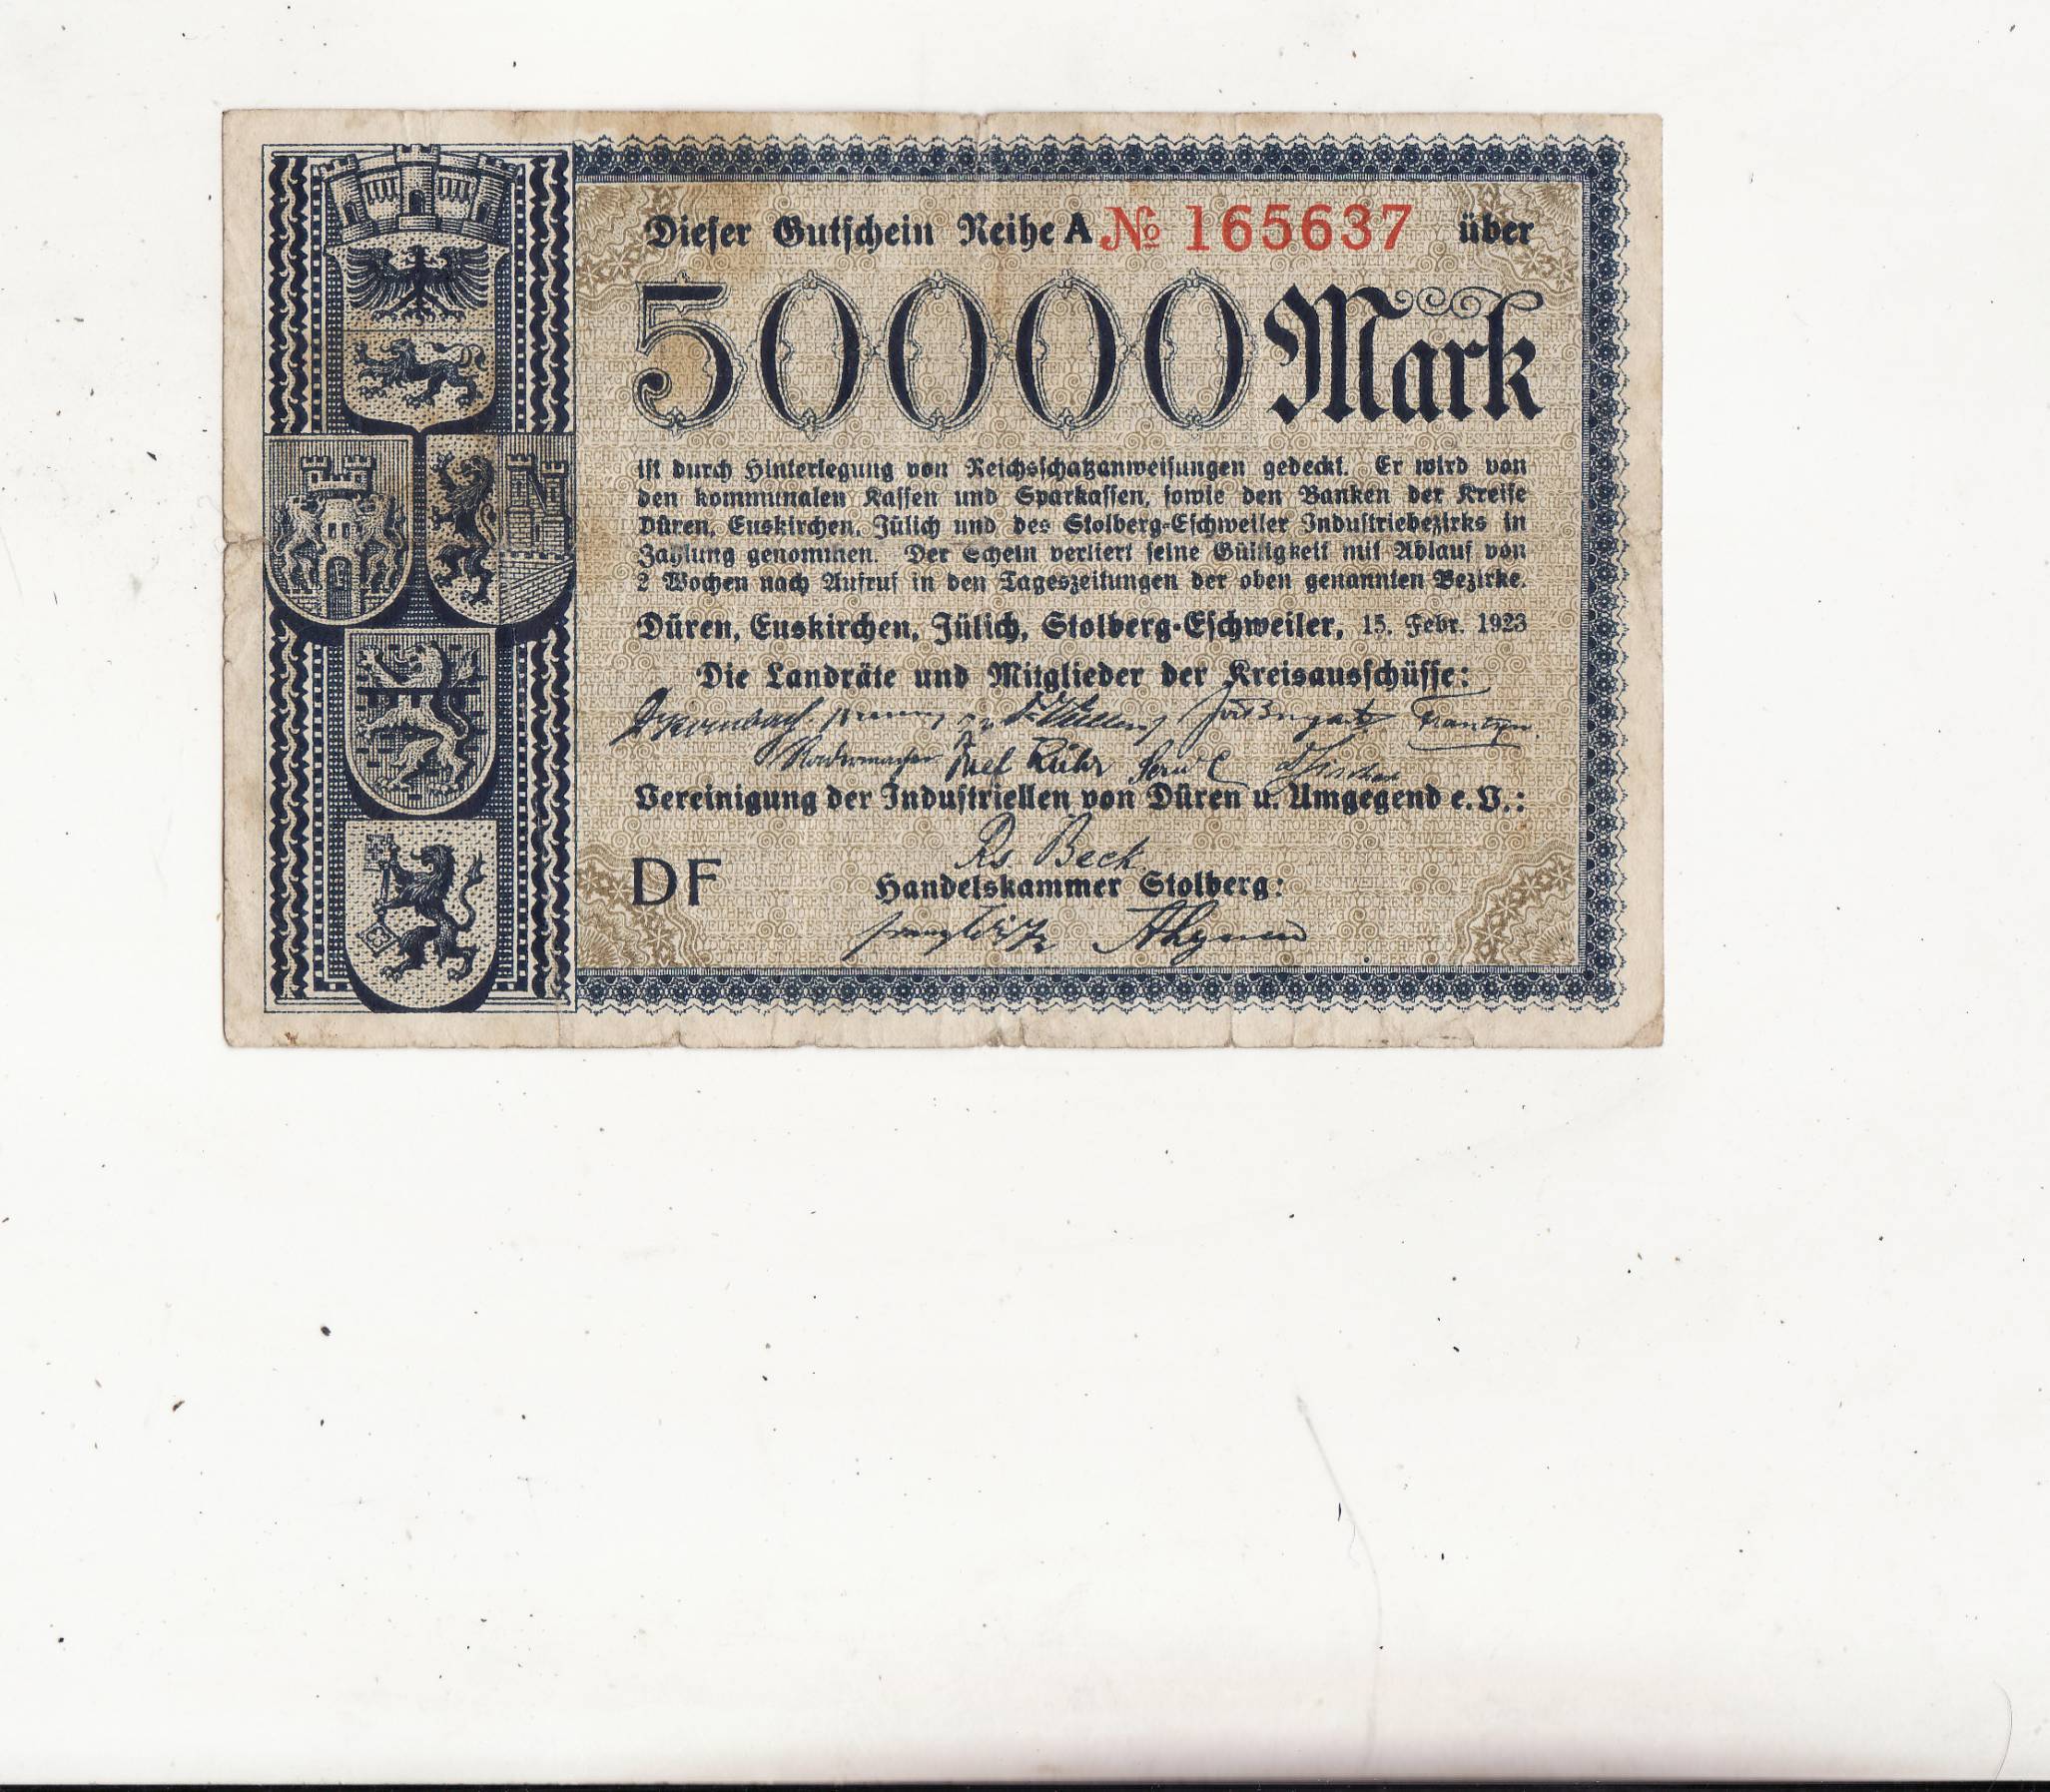 Dieser Gutschein Reihe A № 165637 über
50000 Mark
ist durch Hinterlegung von Reichsschatzanweisungen gedeckt. Er wird von
den kommunalen Kassen und Sparkassen, sowie den Banken der Kreise
Düren, Euskirchen, Jülich und des Stolberg-Eschweiler Industriebezirks in
Zahlung genommen. Der Schein verliert seine Gültigkeit mit Ablauf von
2 Wochen nach Aufruf in den Tageszeitungen der oben genannten Bezirke.
Düren, Euskirchen, Jülich, Stolberg-Eschweiler, 15. Febr. 1923
Die Landräte und Mitglieder der Kreisausschüsse:
Vereinigung der Industriellen von Düren u. Umgegend e.V.:
Beck
DF
Handelskammer Stolberg: